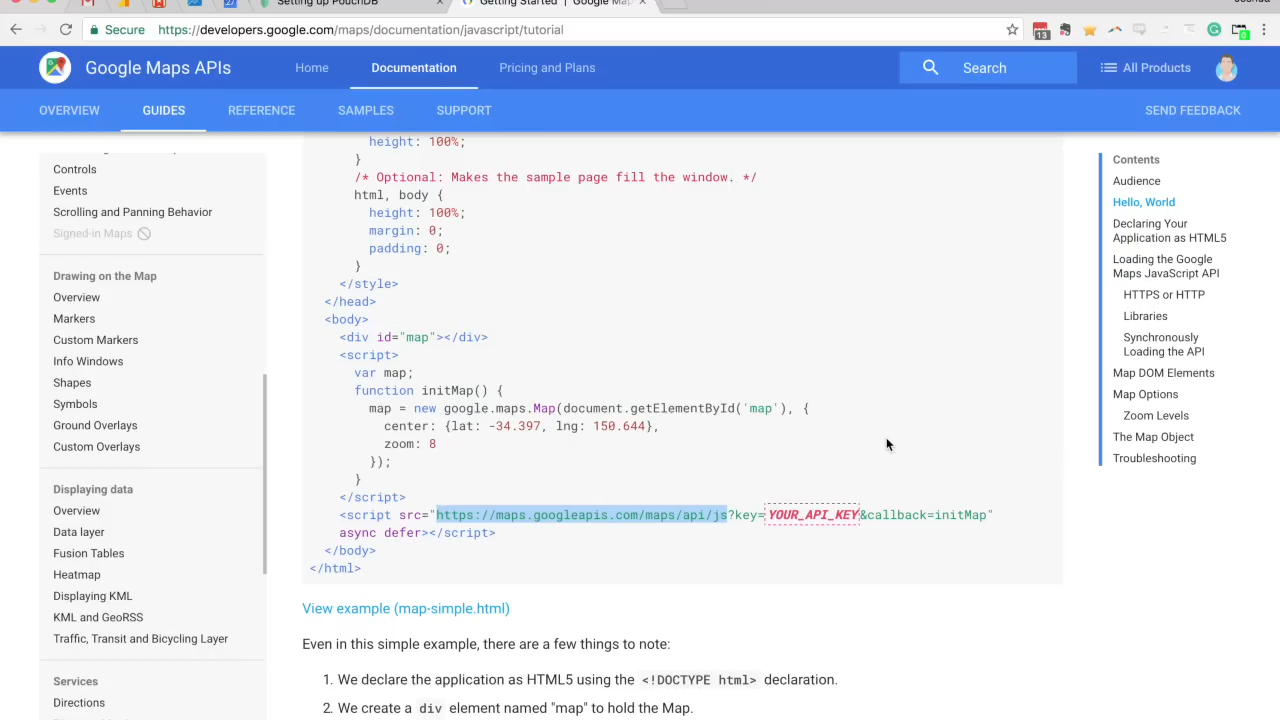 Setting up PouchDB
Getting Started | Google Ma
Secure
https://developers.google.com/maps/documentation/javascript/tutorial
13
0
Google Maps APIs
Home
Documentation
Pricing and Plans
Search
All Products
OVERVIEW
GUIDES
REFERENCE
SAMPLES
SUPPORT
SEND FEEDBACK
Controls
Events
Scrolling and Panning Behavior
Signed-in Maps
Drawing on the Map
Overview
Markers
Custom Markers
Info Windows
Shapes
Symbols
Ground Overlays
Custom Overlays
Displaying data
Overview
Data layer
Fusion Tables
Heatmap
Displaying KML
KML and GeoRSS
Traffic, Transit and Bicycling Layer
Services
Directions
height: 100%;
}
/* Optional: Makes the sample page fill the window. */
html, body {
height: 100%;
margin: 0;
padding: 0;
}
</style>
</head>
<body>
<div id="map"></div>
<script>
var map;
function initMap() {
map = new google.maps.Map(document.getElementById('map'), {
center: {lat: -34.397, lng: 150.644},
zoom: 8
});
}
</script>
<script src="https://maps.googleapis.com/maps/api/js?key=YOUR_API_KEY&callback=initMap"
async defer></script>
</body>
</html>
View example (map-simple.html)
Even in this simple example, there are a few things to note:
1. We declare the application as HTML5 using the <!DOCTYPE html> declaration.
2. We create a div element named "map" to hold the Map.
Contents
Audience
Hello, World
Declaring Your
Application as HTML5
Loading the Google
Maps JavaScript API
HTTPS or HTTP
Libraries
Synchronously
Loading the API
Map DOM Elements
Map Options
Zoom Levels
The Map Object
Troubleshooting